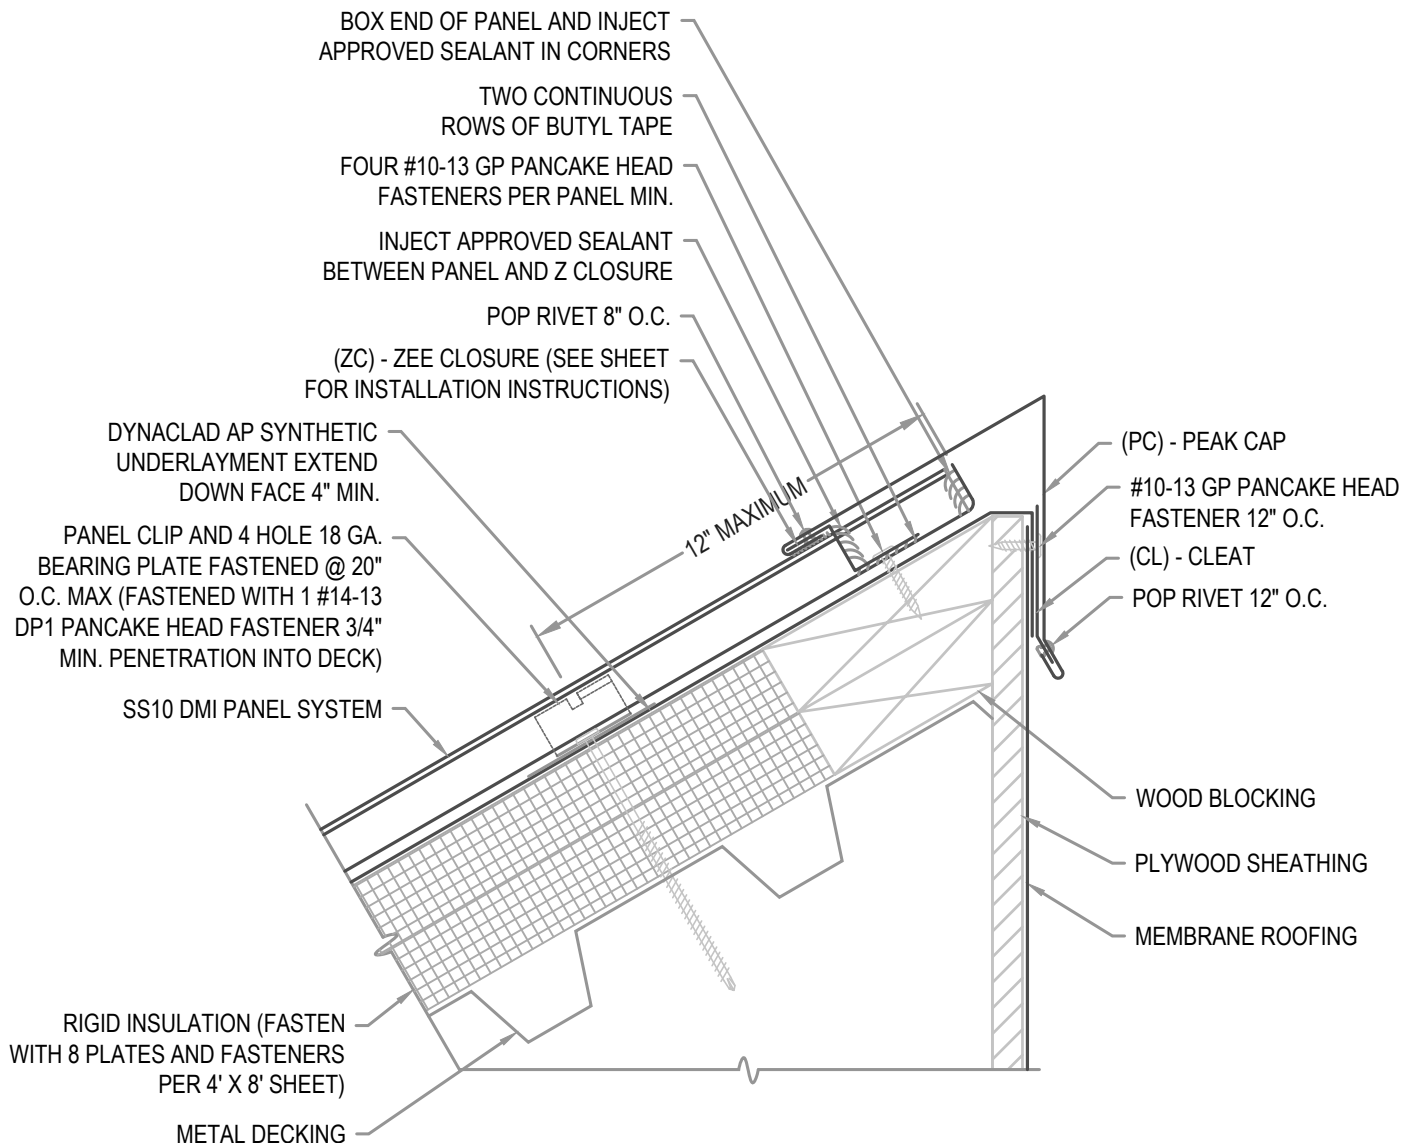 BOX END OF PANEL AND INJECT
APPROVED SEALANT IN CORNERS
TWO CONTINUOUS
ROWS OF BUTYL TAPE
FOUR #10-13 GP PANCAKE HEAD
FASTENERS PER PANEL MIN.
INJECT APPROVED SEALANT
BETWEEN PANEL AND Z CLOSURE
POP RIVET 8" O.C.
(ZC) - ZEE CLOSURE (SEE SHEET
FOR INSTALLATION INSTRUCTIONS)
DYNACLAD AP SYNTHETIC
UNDERLAYMENT EXTEND
DOWN FACE 4" MIN.
PANEL CLIP AND 4 HOLE 18 GA.
BEARING PLATE FASTENED @ 20"
O.C. MAX (FASTENED WITH 1 #14-13
DP1 PANCAKE HEAD FASTENER 3/4"
MIN. PENETRATION INTO DECK)
SS10 DMI PANEL SYSTEM
RIGID INSULATION (FASTEN
WITH 8 PLATES AND FASTENERS
PER 4' X 8' SHEET)
METAL DECKING
12" MAXIMUM
(PC) - PEAK CAP
#10-13 GP PANCAKE HEAD
FASTENER 12" O.C.
(CL) - CLEAT
POP RIVET 12" O.C.
WOOD BLOCKING
PLYWOOD SHEATHING
MEMBRANE ROOFING